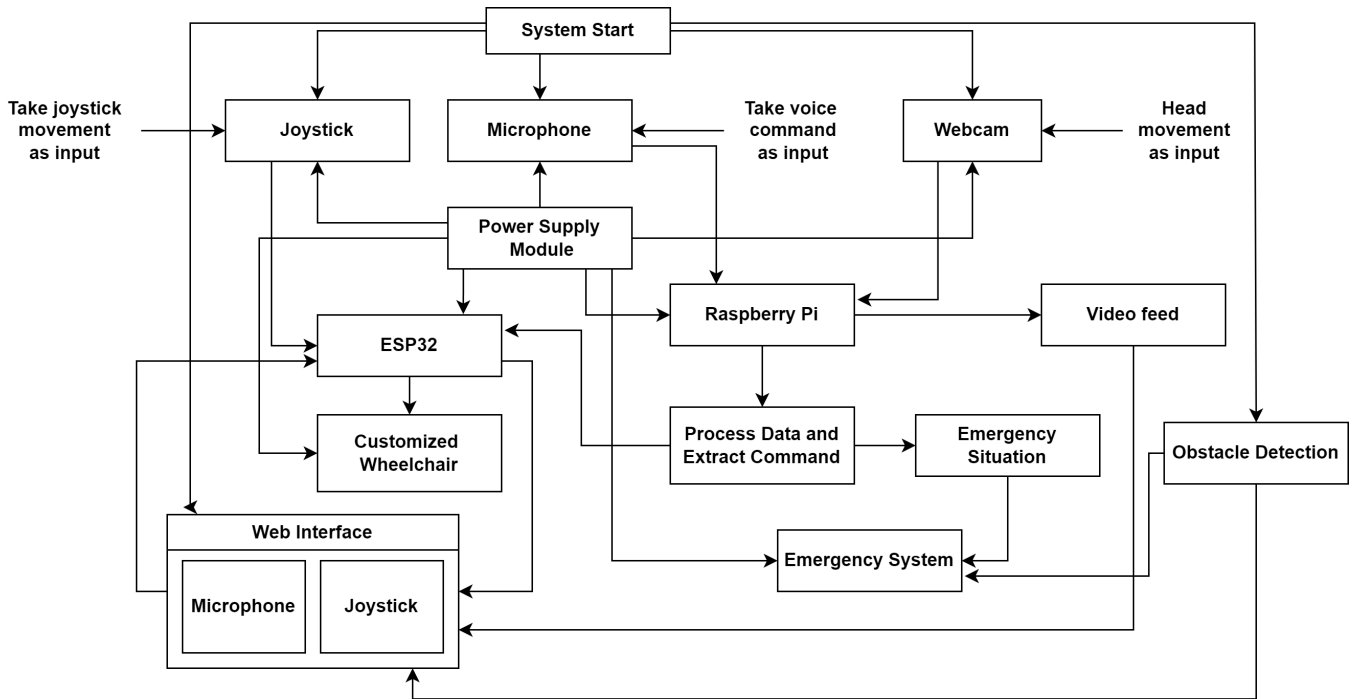 System Start
Take joystick
movement
as input
Joystick
Microphone
Take voice
command
as input
Webcam
Head
movement
as input
Power Supply
Module
Raspberry Pi
Video feed
ESP32
Customized
Wheelchair
Process Data and
Extract Command
Emergency
Situation
Obstacle Detection
Web Interface
Microphone
Joystick
Emergency System